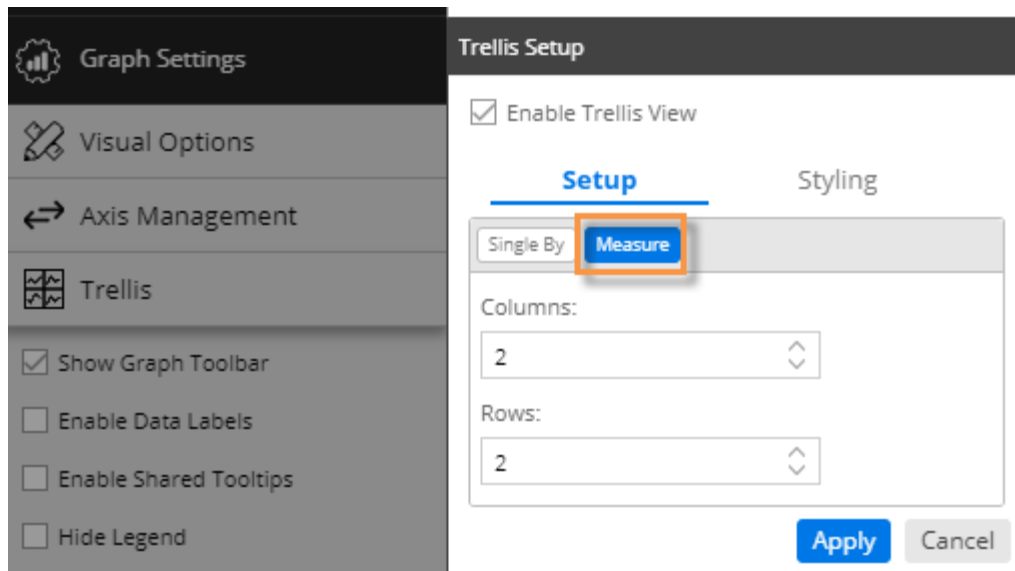 Graph Settings
Visual Options
Axis Management
Trellis
Show Graph Toolbar
Enable Data Labels
Enable Shared Tooltips
Hide Legend
Trellis Setup
Enable Trellis View
Setup Styling
Single By Measure
Columns:
2
Rows:
2
Apply Cancel